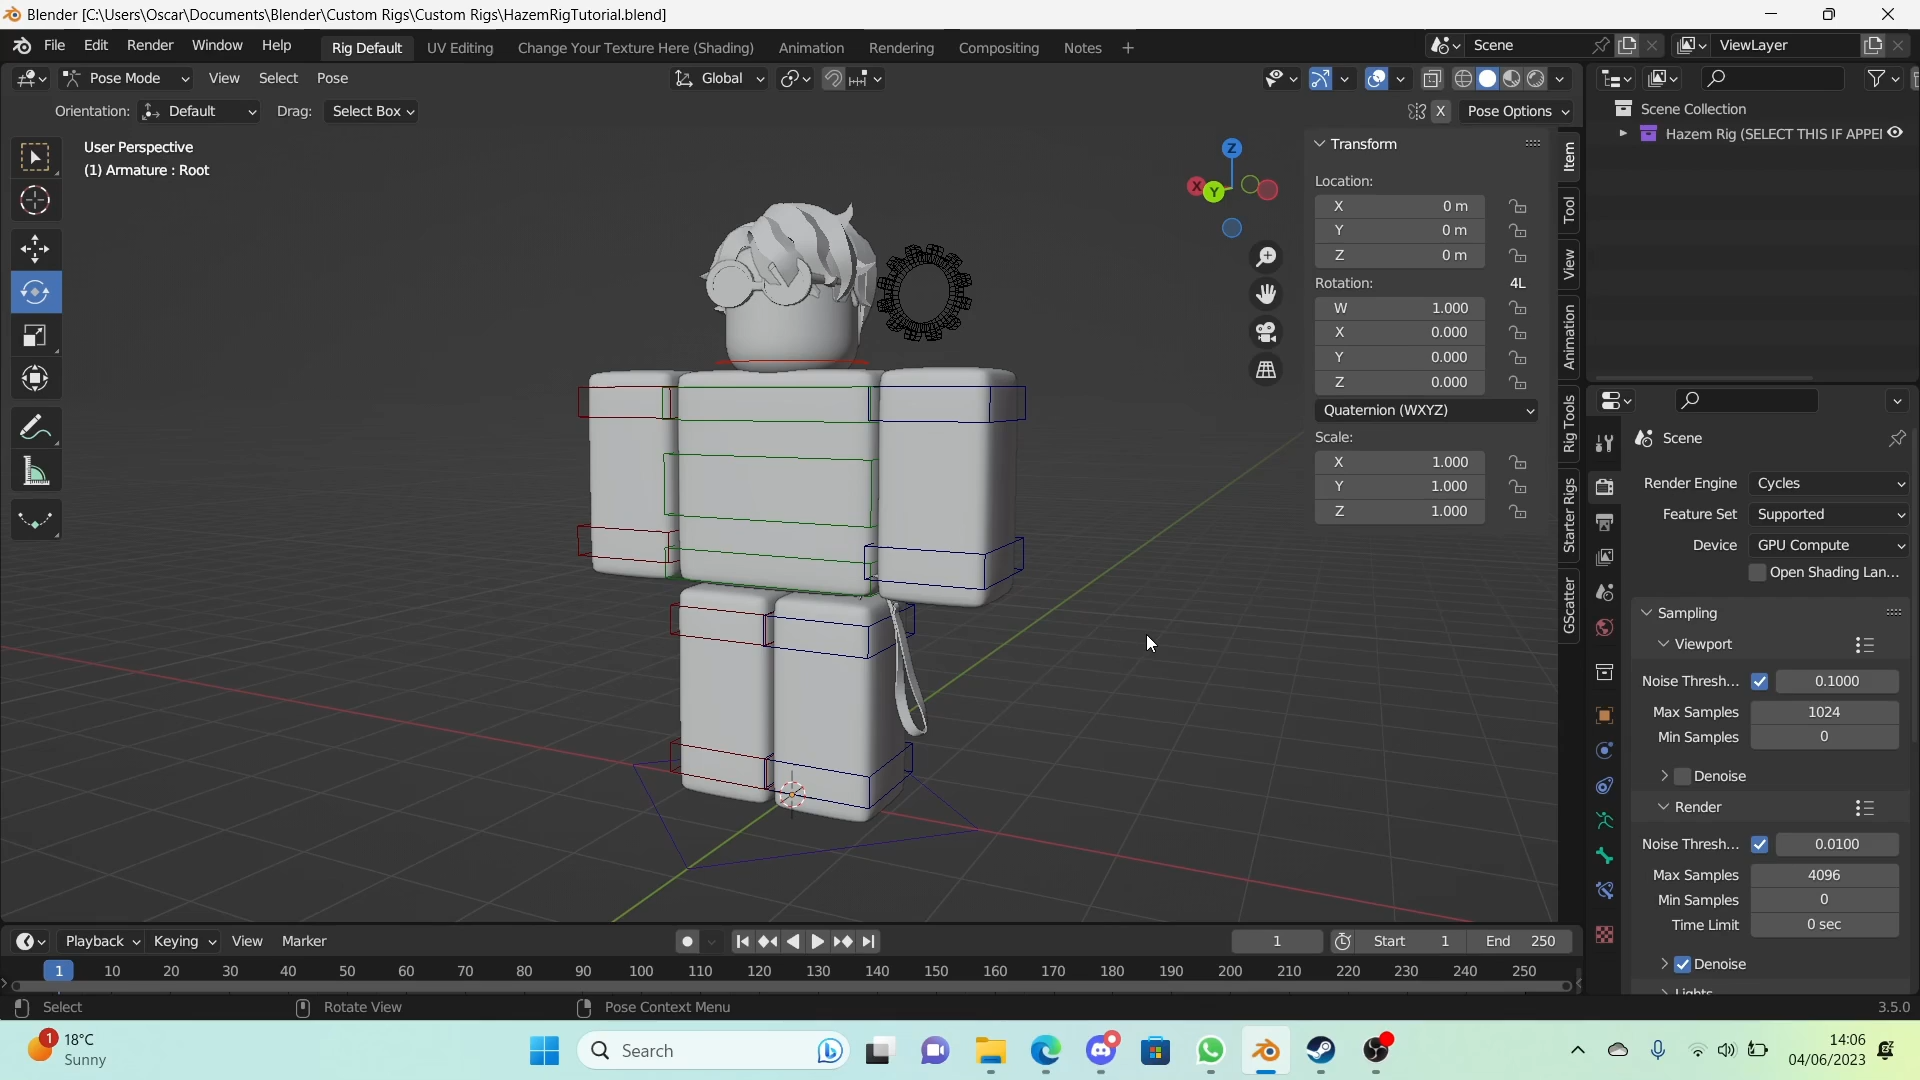 Blender [C:\Users\Oscar\Documents\Blender\Custom Rigs\Custom Rigs\HazemRigTutorial.blend]
File Edit Render Window Help Rig Default UV Editing Change Your Texture Here (Shading) Animation Rendering Compositing Notes + Scene ViewLayer
Pose Mode View Select Pose Global
Orientation: Default Drag: Select Box X Pose Options
Scene Collection
Hazem Rig (SELECT THIS IF APPEI
User Perspective
(1) Armature : Root
Z
X
Y
Transform
Location:
X 0 m
Y 0 m
Z 0 m
Rotation: 4L
W 1.000
X 0.000
Y 0.000
Z 0.000
Quaternion (WXYZ)
Scale:
X 1.000
Y 1.000
Z 1.000
Item
Tool
View
Animation
Rig Tools
Starter Rigs
GScatter
Scene
Render Engine Cycles
Feature Set Supported
Device GPU Compute
Open Shading Lan...
Sampling
Viewport
Noise Thresh... 0.1000
Max Samples 1024
Min Samples 0
Denoise
Render
Noise Thresh... 0.0100
Max Samples 4096
Min Samples 0
Time Limit 0 sec
Denoise
Lights
Playback Keying View Marker 1 Start 1 End 250
1 10 20 30 40 50 60 70 80 90 100 110 120 130 140 150 160 170 180 190 200 210 220 230 240 250
Select Rotate View Pose Context Menu 3.5.0
1 18°C
Sunny
Search
14:06
04/06/2023